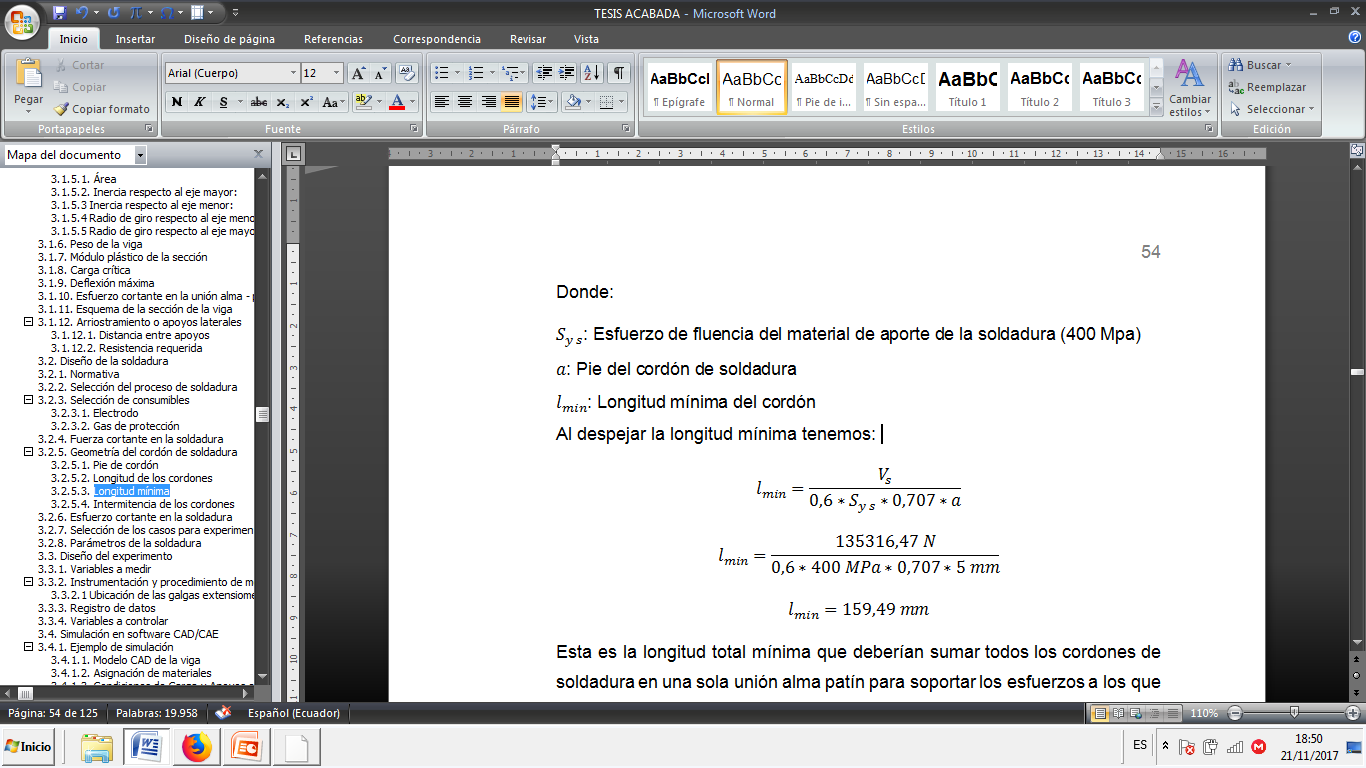 TESIS ACABADA - Microsoft Word
Inicio
Insertar
Diseño de página
Referencias
Correspondencia
Revisar
Vista
Pegar
Cortar
Copiar
Copiar formato
Portapapeles
Arial (Cuerpo)
12
Fuente
Párrafo
AaBbCcI
¶ Epígrafe
AaBbCc
¶ Normal
AaBbCcDd
¶ Pie de i...
AaBbCcD
¶ Sin espa...
AaBbC
Título 1
AaBbCc
Título 2
AaBbCc
Título 3
Cambiar estilos
Estilos
Buscar
Reemplazar
Seleccionar
Edición
Mapa del documento
3.1.5.1. Área
3.1.5.2. Inercia respecto al eje mayor:
3.1.5.3 Inercia respecto al eje menor:
3.1.5.4 Radio de giro respecto al eje meno
3.1.5.5 Radio de giro respecto al eje mayo
3.1.6. Peso de la viga
3.1.7. Módulo plástico de la sección
3.1.8. Carga crítica
3.1.9. Deflexión máxima
3.1.10. Esfuerzo cortante en la unión alma - p
3.1.11. Esquema de la sección de la viga
3.1.12. Arriostramiento o apoyos laterales
3.1.12.1. Distancia entre apoyos
3.1.12.2. Resistencia requerida
3.2. Diseño de la soldadura
3.2.1. Normativa
3.2.2. Selección del proceso de soldadura
3.2.3. Selección de consumibles
3.2.3.1. Electrodo
3.2.3.2. Gas de protección
3.2.4. Fuerza cortante en la soldadura
3.2.5. Geometría del cordón de soldadura
3.2.5.1. Pie de cordón
3.2.5.2. Longitud de los cordones
3.2.5.3. Longitud mínima
3.2.5.4. Intermitencia de los cordones
3.2.6. Esfuerzo cortante en la soldadura
3.2.7. Selección de los casos para experimen
3.2.8. Parámetros de la soldadura
3.3. Diseño del experimento
3.3.1. Variables a medir
3.3.2. Instrumentación y procedimiento de m
3.3.2.1 Ubicación de las galgas extensiome
3.3.3. Registro de datos
3.3.4. Variables a controlar
3.4. Simulación en software CAD/CAE
3.4.1. Ejemplo de simulación
3.4.1.1. Modelo CAD de la viga
3.4.1.2. Asignación de materiales
54
Donde:
S_{y s}: Esfuerzo de fluencia del material de aporte de la soldadura (400 Mpa)
a: Pie del cordón de soldadura
l_{min}: Longitud mínima del cordón
Al despejar la longitud mínima tenemos:
l_{min} = V_s / (0,6 * S_{y s} * 0,707 * a)
l_{min} = 135316,47 N / (0,6 * 400 MPa * 0,707 * 5 mm)
l_{min} = 159,49 mm
Esta es la longitud total mínima que deberían sumar todos los cordones de
soldadura en una sola unión alma patín para soportar los esfuerzos a los que
Página: 54 de 125
Palabras: 19.958
Español (Ecuador)
110%
Inicio
ES
18:50
21/11/2017